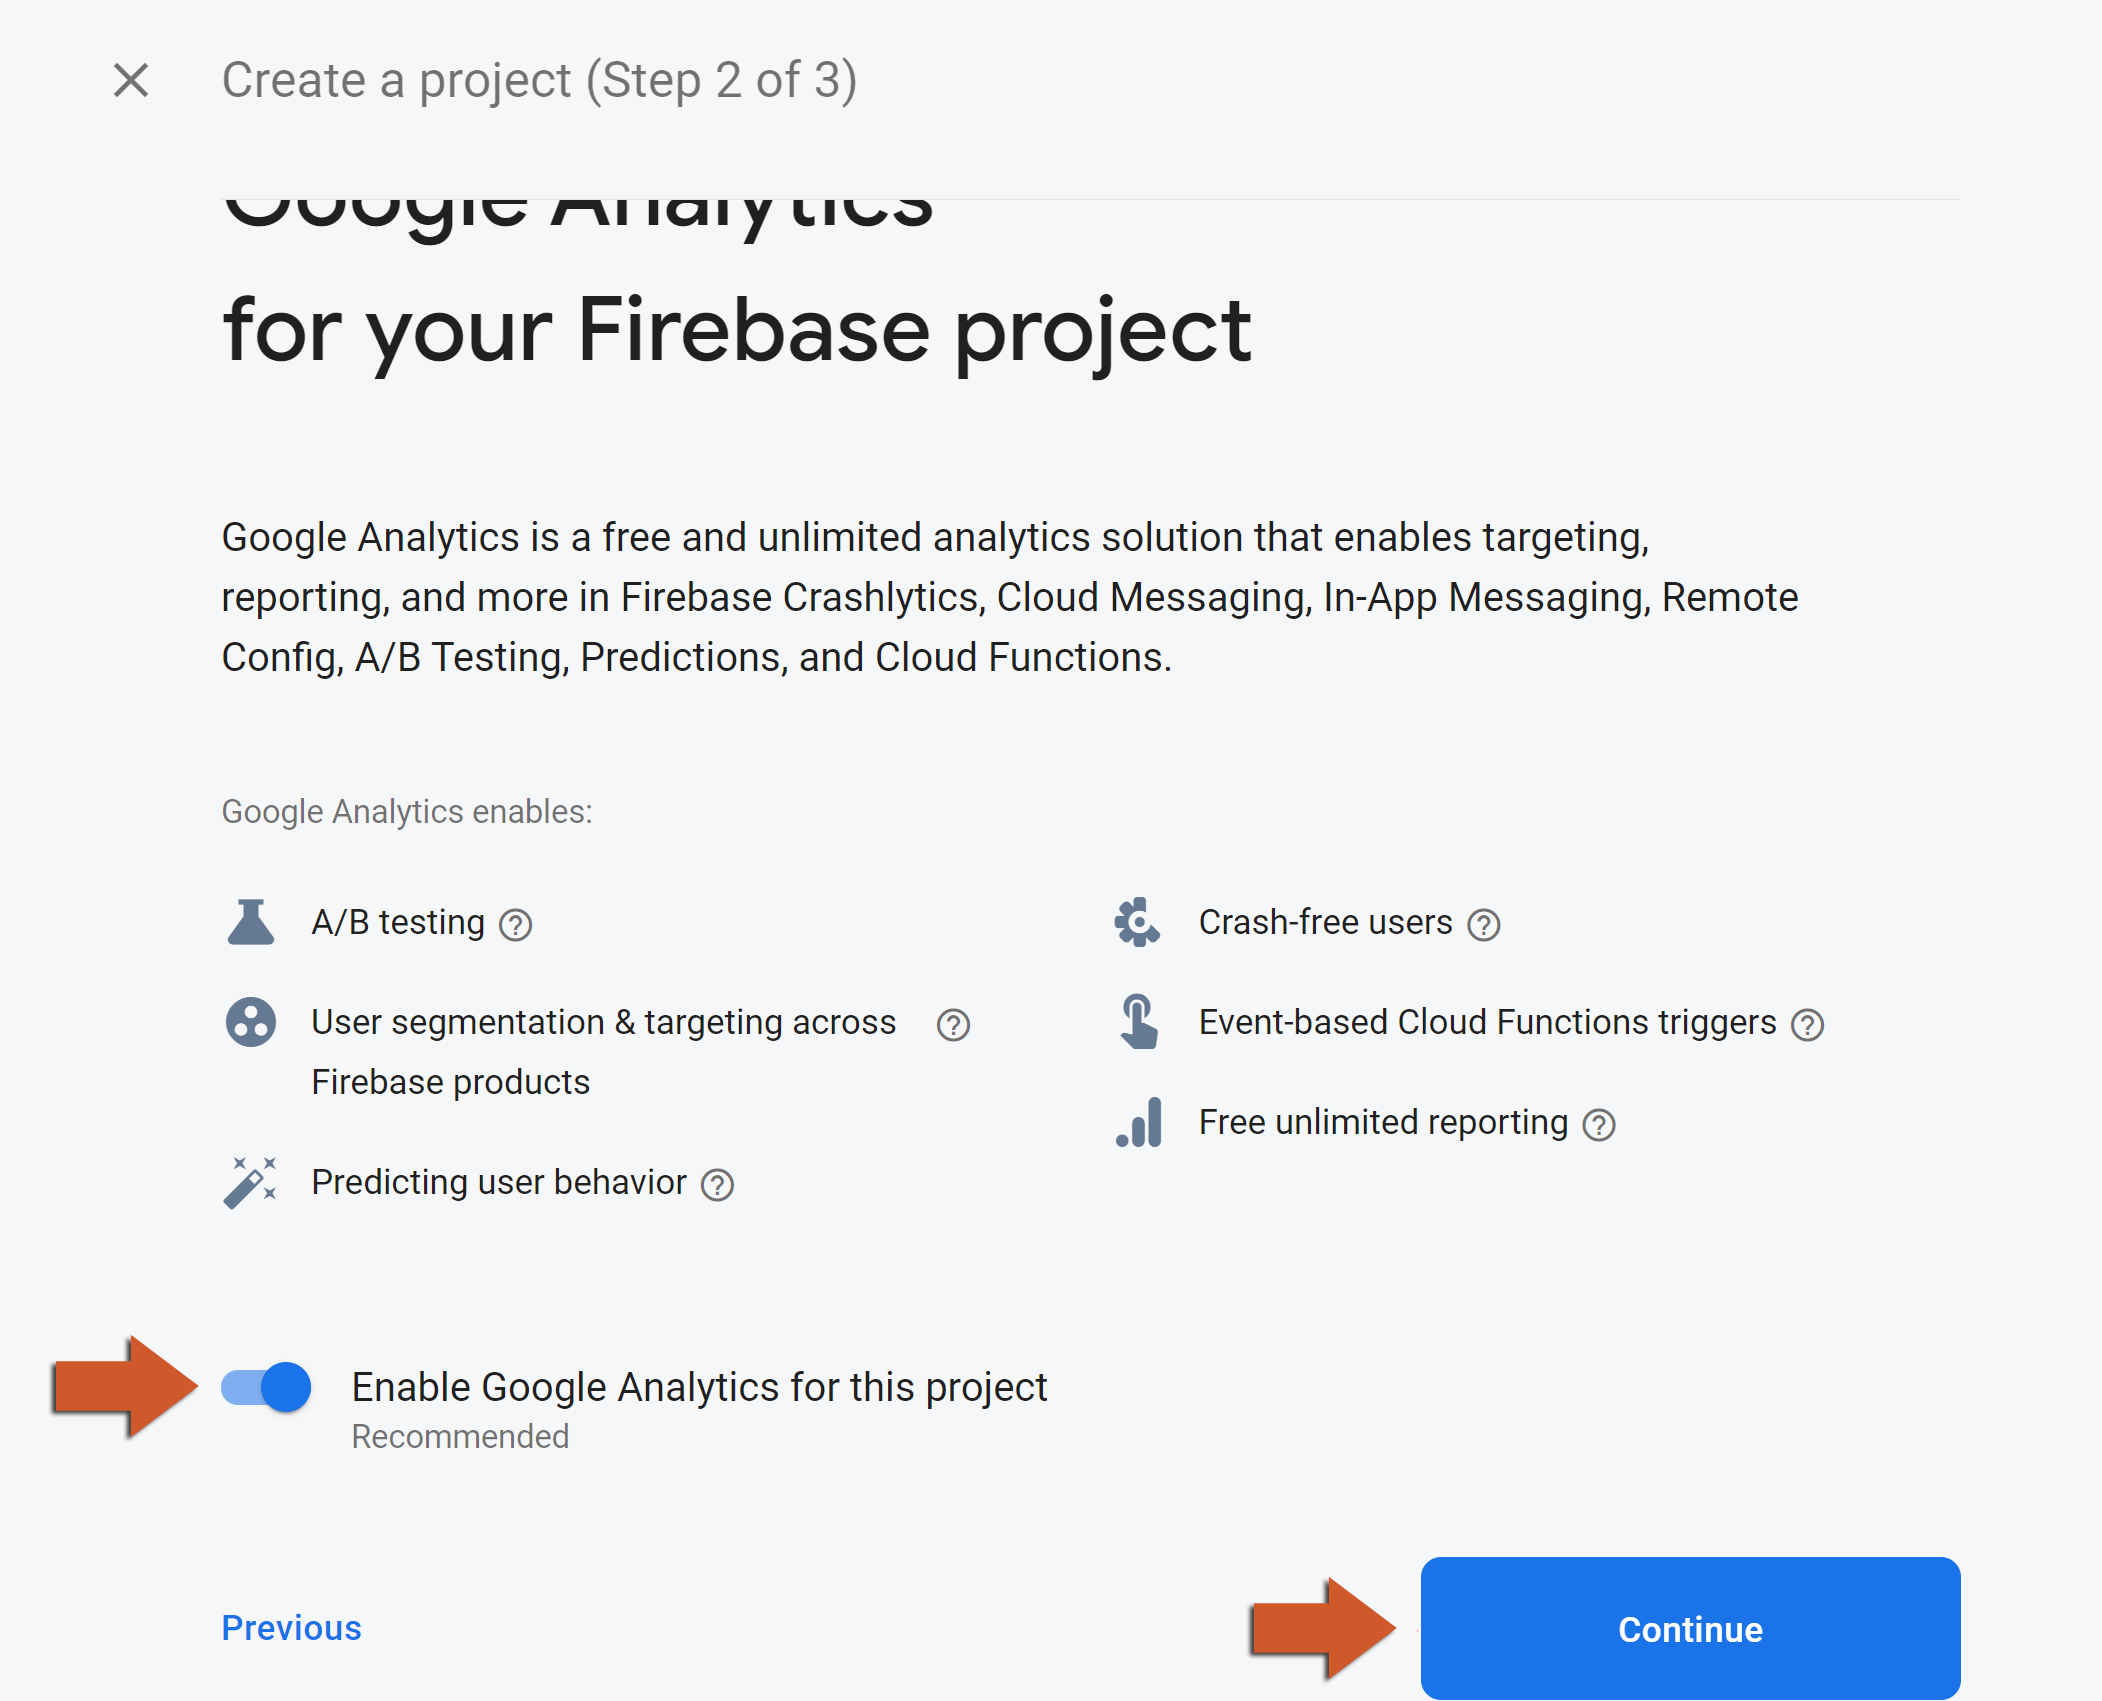 Create a project (Step 2 of 3)
Google Analytics
for your Firebase project
Google Analytics is a free and unlimited analytics solution that enables targeting,
reporting, and more in Firebase Crashlytics, Cloud Messaging, In-App Messaging, Remote
Config, A/B Testing, Predictions, and Cloud Functions.
Google Analytics enables:
A/B testing
User segmentation & targeting across
Firebase products
Predicting user behavior
Crash-free users
Event-based Cloud Functions triggers
Free unlimited reporting
Enable Google Analytics for this project
Recommended
Previous
Continue